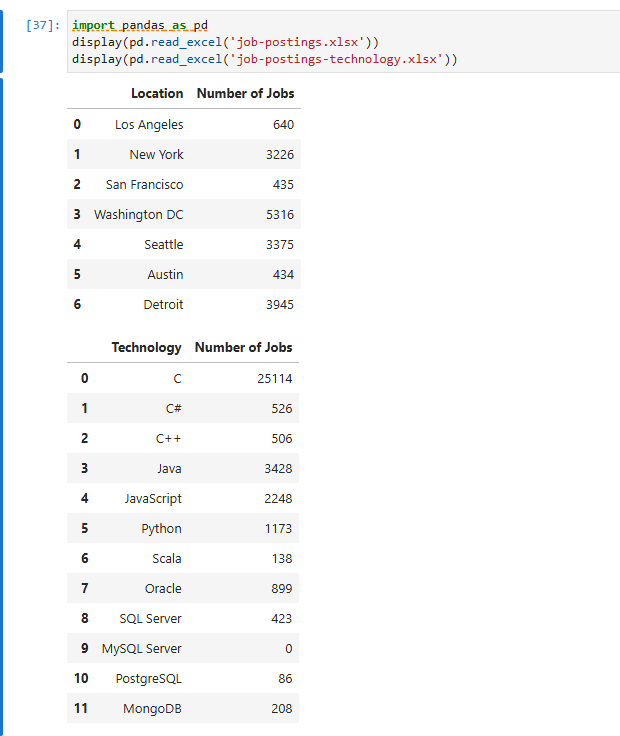 [37]: import pandas as pd
display(pd.read_excel('job-postings.xlsx'))
display(pd.read_excel('job-postings-technology.xlsx'))
Location Number of Jobs
0 Los Angeles 640
1 New York 3226
2 San Francisco 435
3 Washington DC 5316
4 Seattle 3375
5 Austin 434
6 Detroit 3945
Technology Number of Jobs
0 C 25114
1 C# 526
2 C++ 506
3 Java 3428
4 JavaScript 2248
5 Python 1173
6 Scala 138
7 Oracle 899
8 SQL Server 423
9 MySQL Server 0
10 PostgreSQL 86
11 MongoDB 208